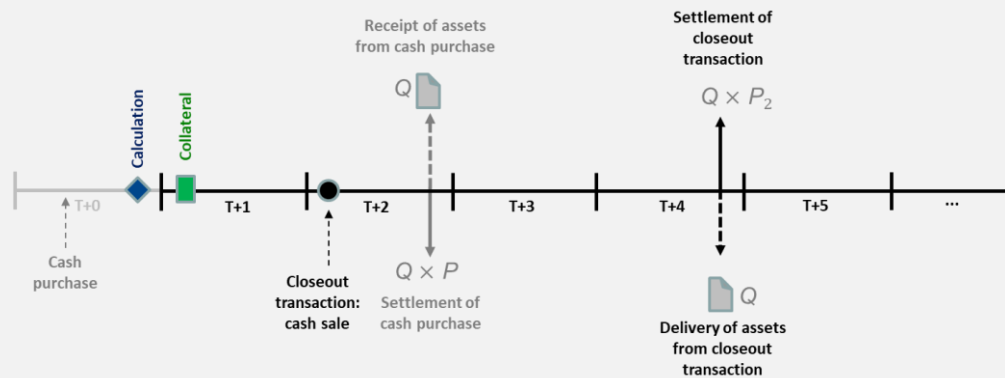 Receipt of assets
from cash purchase
Q
Settlement of
closeout
transaction
Q × P₂
Calculation
Collateral
T+0
T+1
T+2
T+3
T+4
T+5
...
Cash
purchase
Closeout
transaction:
cash sale
Q × P
Settlement of
cash purchase
Q
Delivery of assets
from closeout
transaction